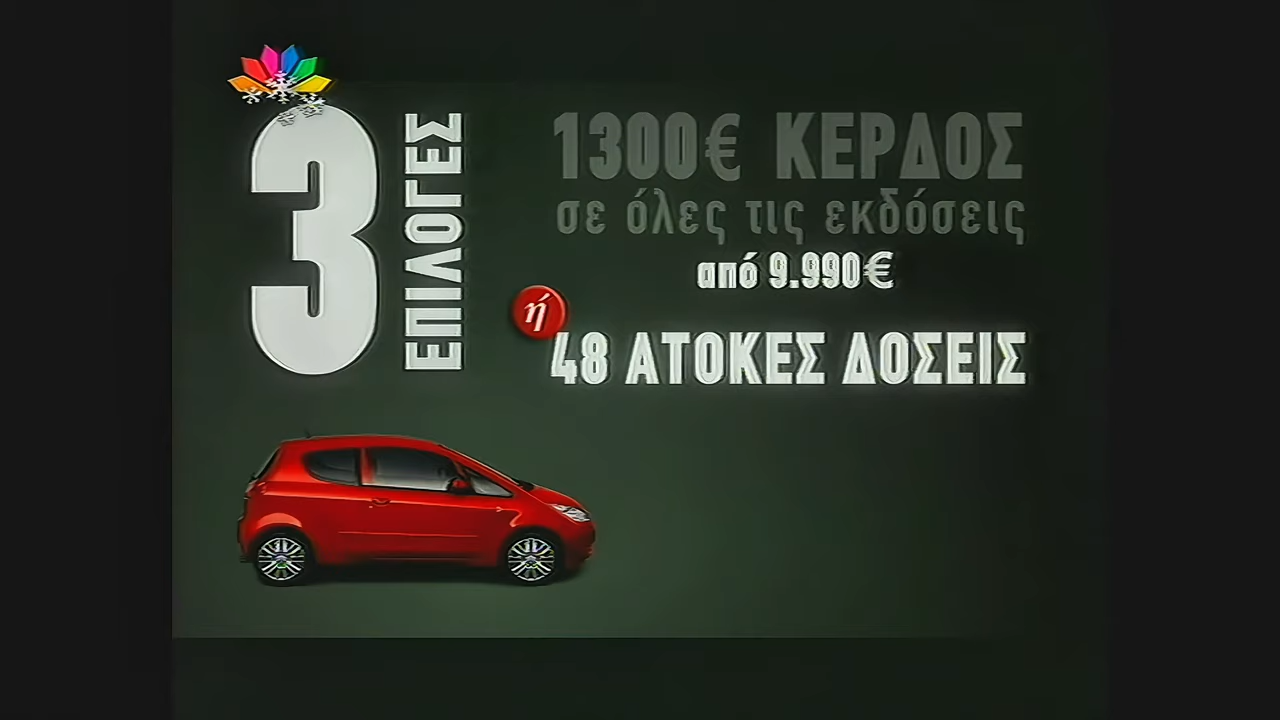 3 ΕΠΙΛΟΓΕΣ
1300€ ΚΕΡΔΟΣ
σε όλες τις εκδόσεις
από 9.990€
ή
48 ΑΤΟΚΕΣ ΔΟΣΕΙΣ